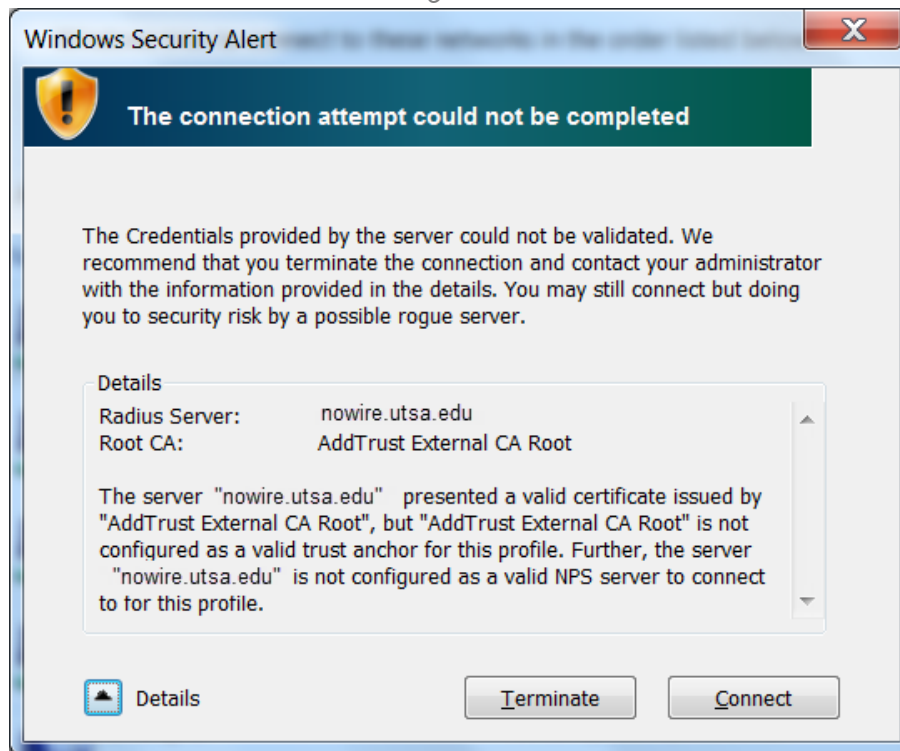 Windows Security Alert
X
The connection attempt could not be completed
The Credentials provided by the server could not be validated. We
recommend that you terminate the connection and contact your administrator
with the information provided in the details. You may still connect but doing
you to security risk by a possible rogue server.
Details
Radius Server: nowire.utsa.edu
Root CA: AddTrust External CA Root
The server "nowire.utsa.edu" presented a valid certificate issued by
"AddTrust External CA Root", but "AddTrust External CA Root" is not
configured as a valid trust anchor for this profile. Further, the server
"nowire.utsa.edu" is not configured as a valid NPS server to connect
to for this profile.
Details Terminate Connect